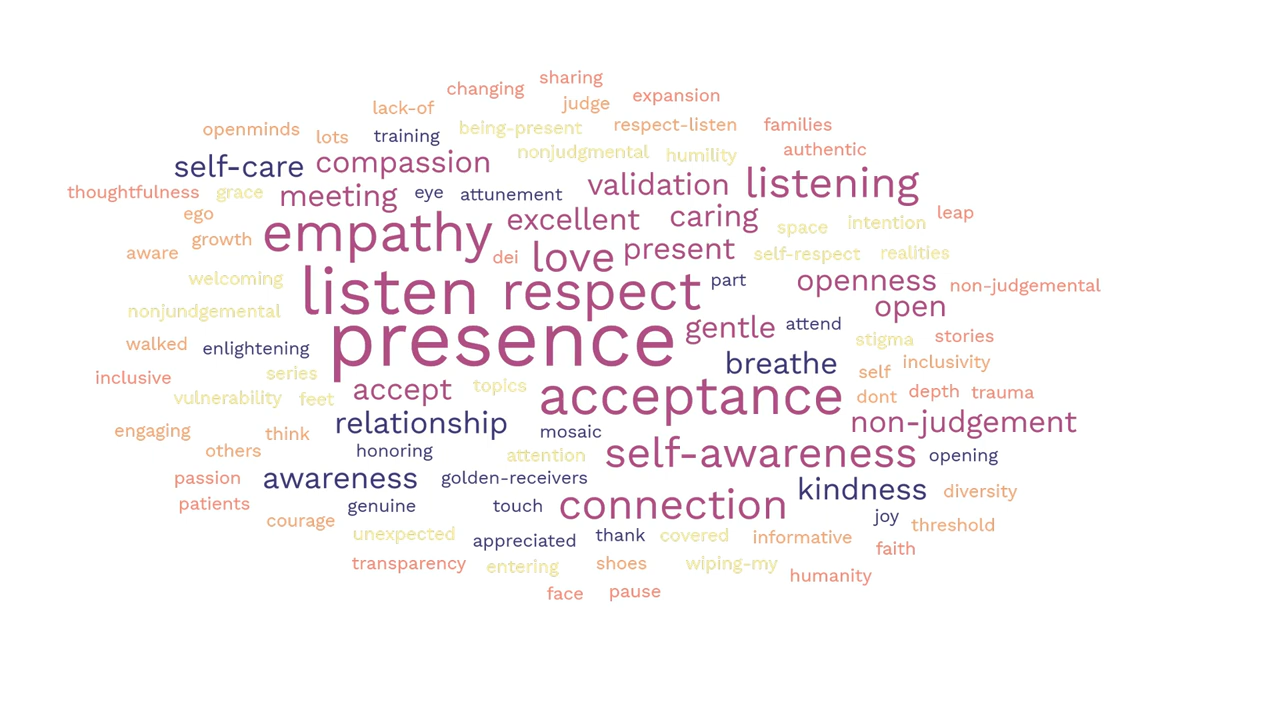 sharing
changing
expansion
judge
lack-of
respect-listen
families
being-present
openminds
lots
training
authentic
nonjudgmental
humility
self-care
compassion
validation
listening
thoughtfulness
grace
meeting
eye
attunement
ego
excellent
caring
leap
intention
space
growth
empathy
aware
dei
love
present
self-respect
realities
welcoming
listen
respect
part
openness
non-judgemental
open
nonjundgemental
gentle
attend
walked
enlightening
presence
stigma
stories
breathe
inclusivity
inclusive
series
self
vulnerability
feet
accept
topics
acceptance
dont
depth
trauma
engaging
think
relationship
mosaic
non-judgement
others
honoring
attention
self-awareness
opening
passion
awareness
golden-receivers
kindness
diversity
patients
genuine
touch
connection
joy
courage
threshold
unexpected
appreciated
thank
covered
informative
faith
transparency
entering
shoes
wiping-my
humanity
face
pause